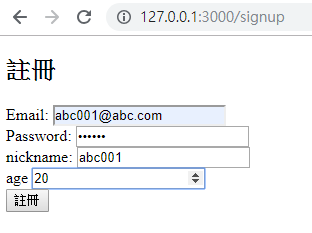 127.0.0.1:3000/signup
註冊
Email: abc001@abc.com
Password: ••••••
nickname: abc001
age 20
註冊